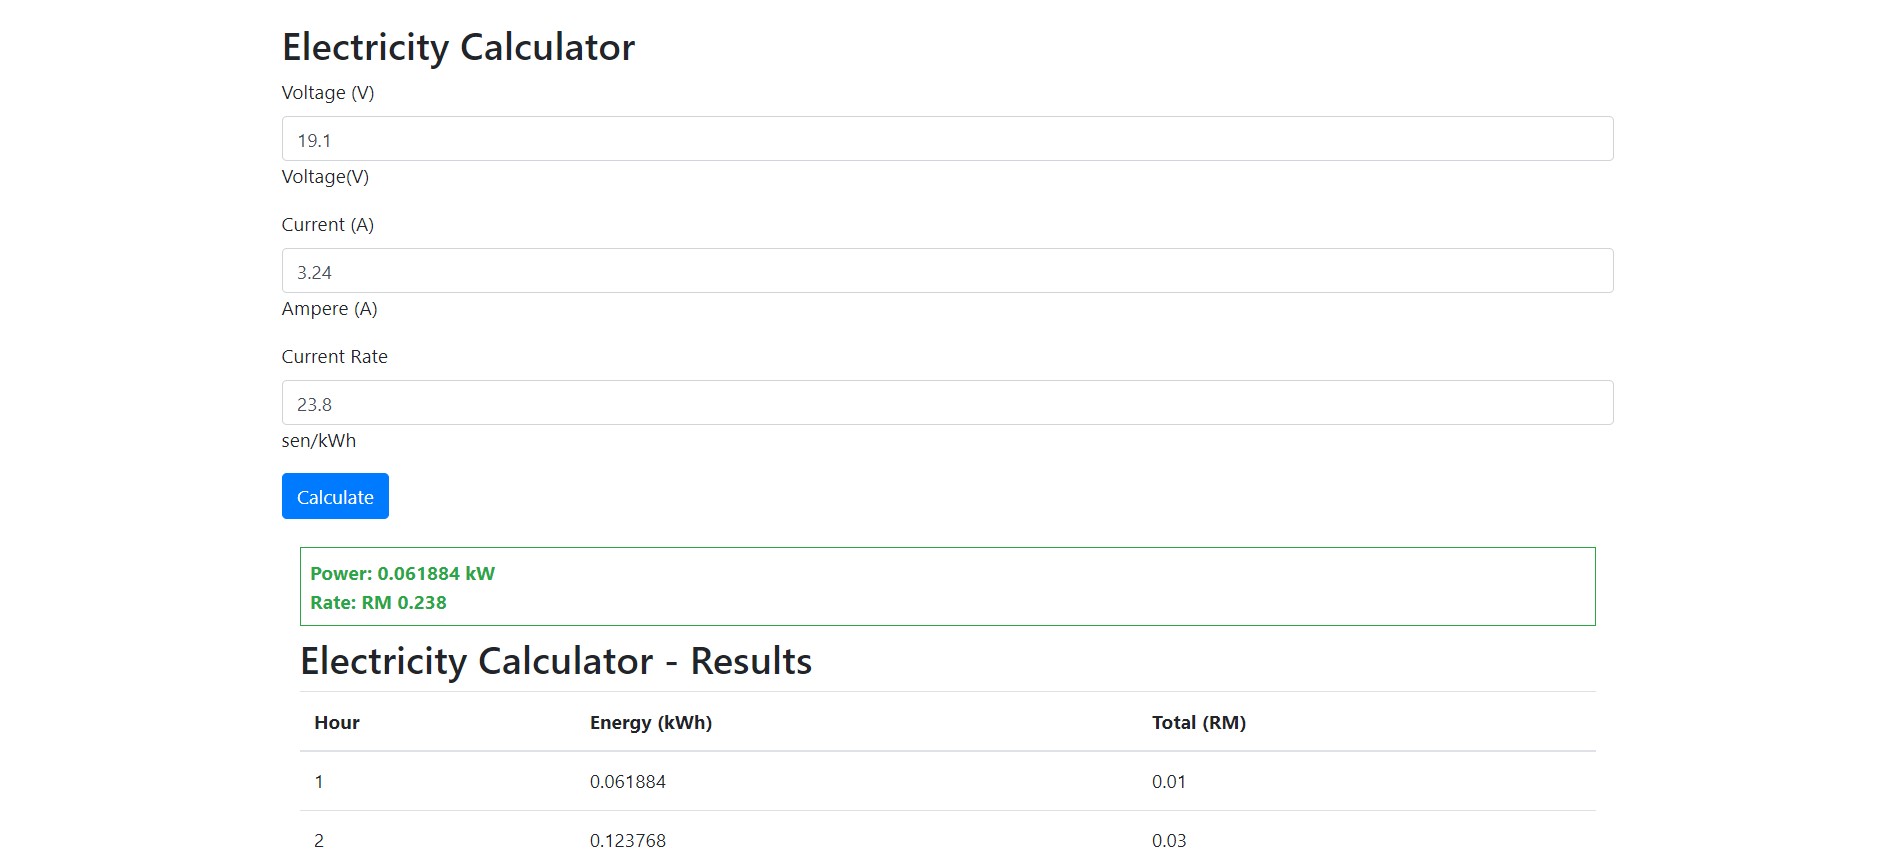 Electricity Calculator
Voltage (V)
19.1
Voltage(V)
Current (A)
3.24
Ampere (A)
Current Rate
23.8
sen/kWh
Calculate
Power: 0.061884 kW
Rate: RM 0.238
Electricity Calculator - Results
Hour Energy (kWh) Total (RM)
1 0.061884 0.01
2 0.123768 0.03